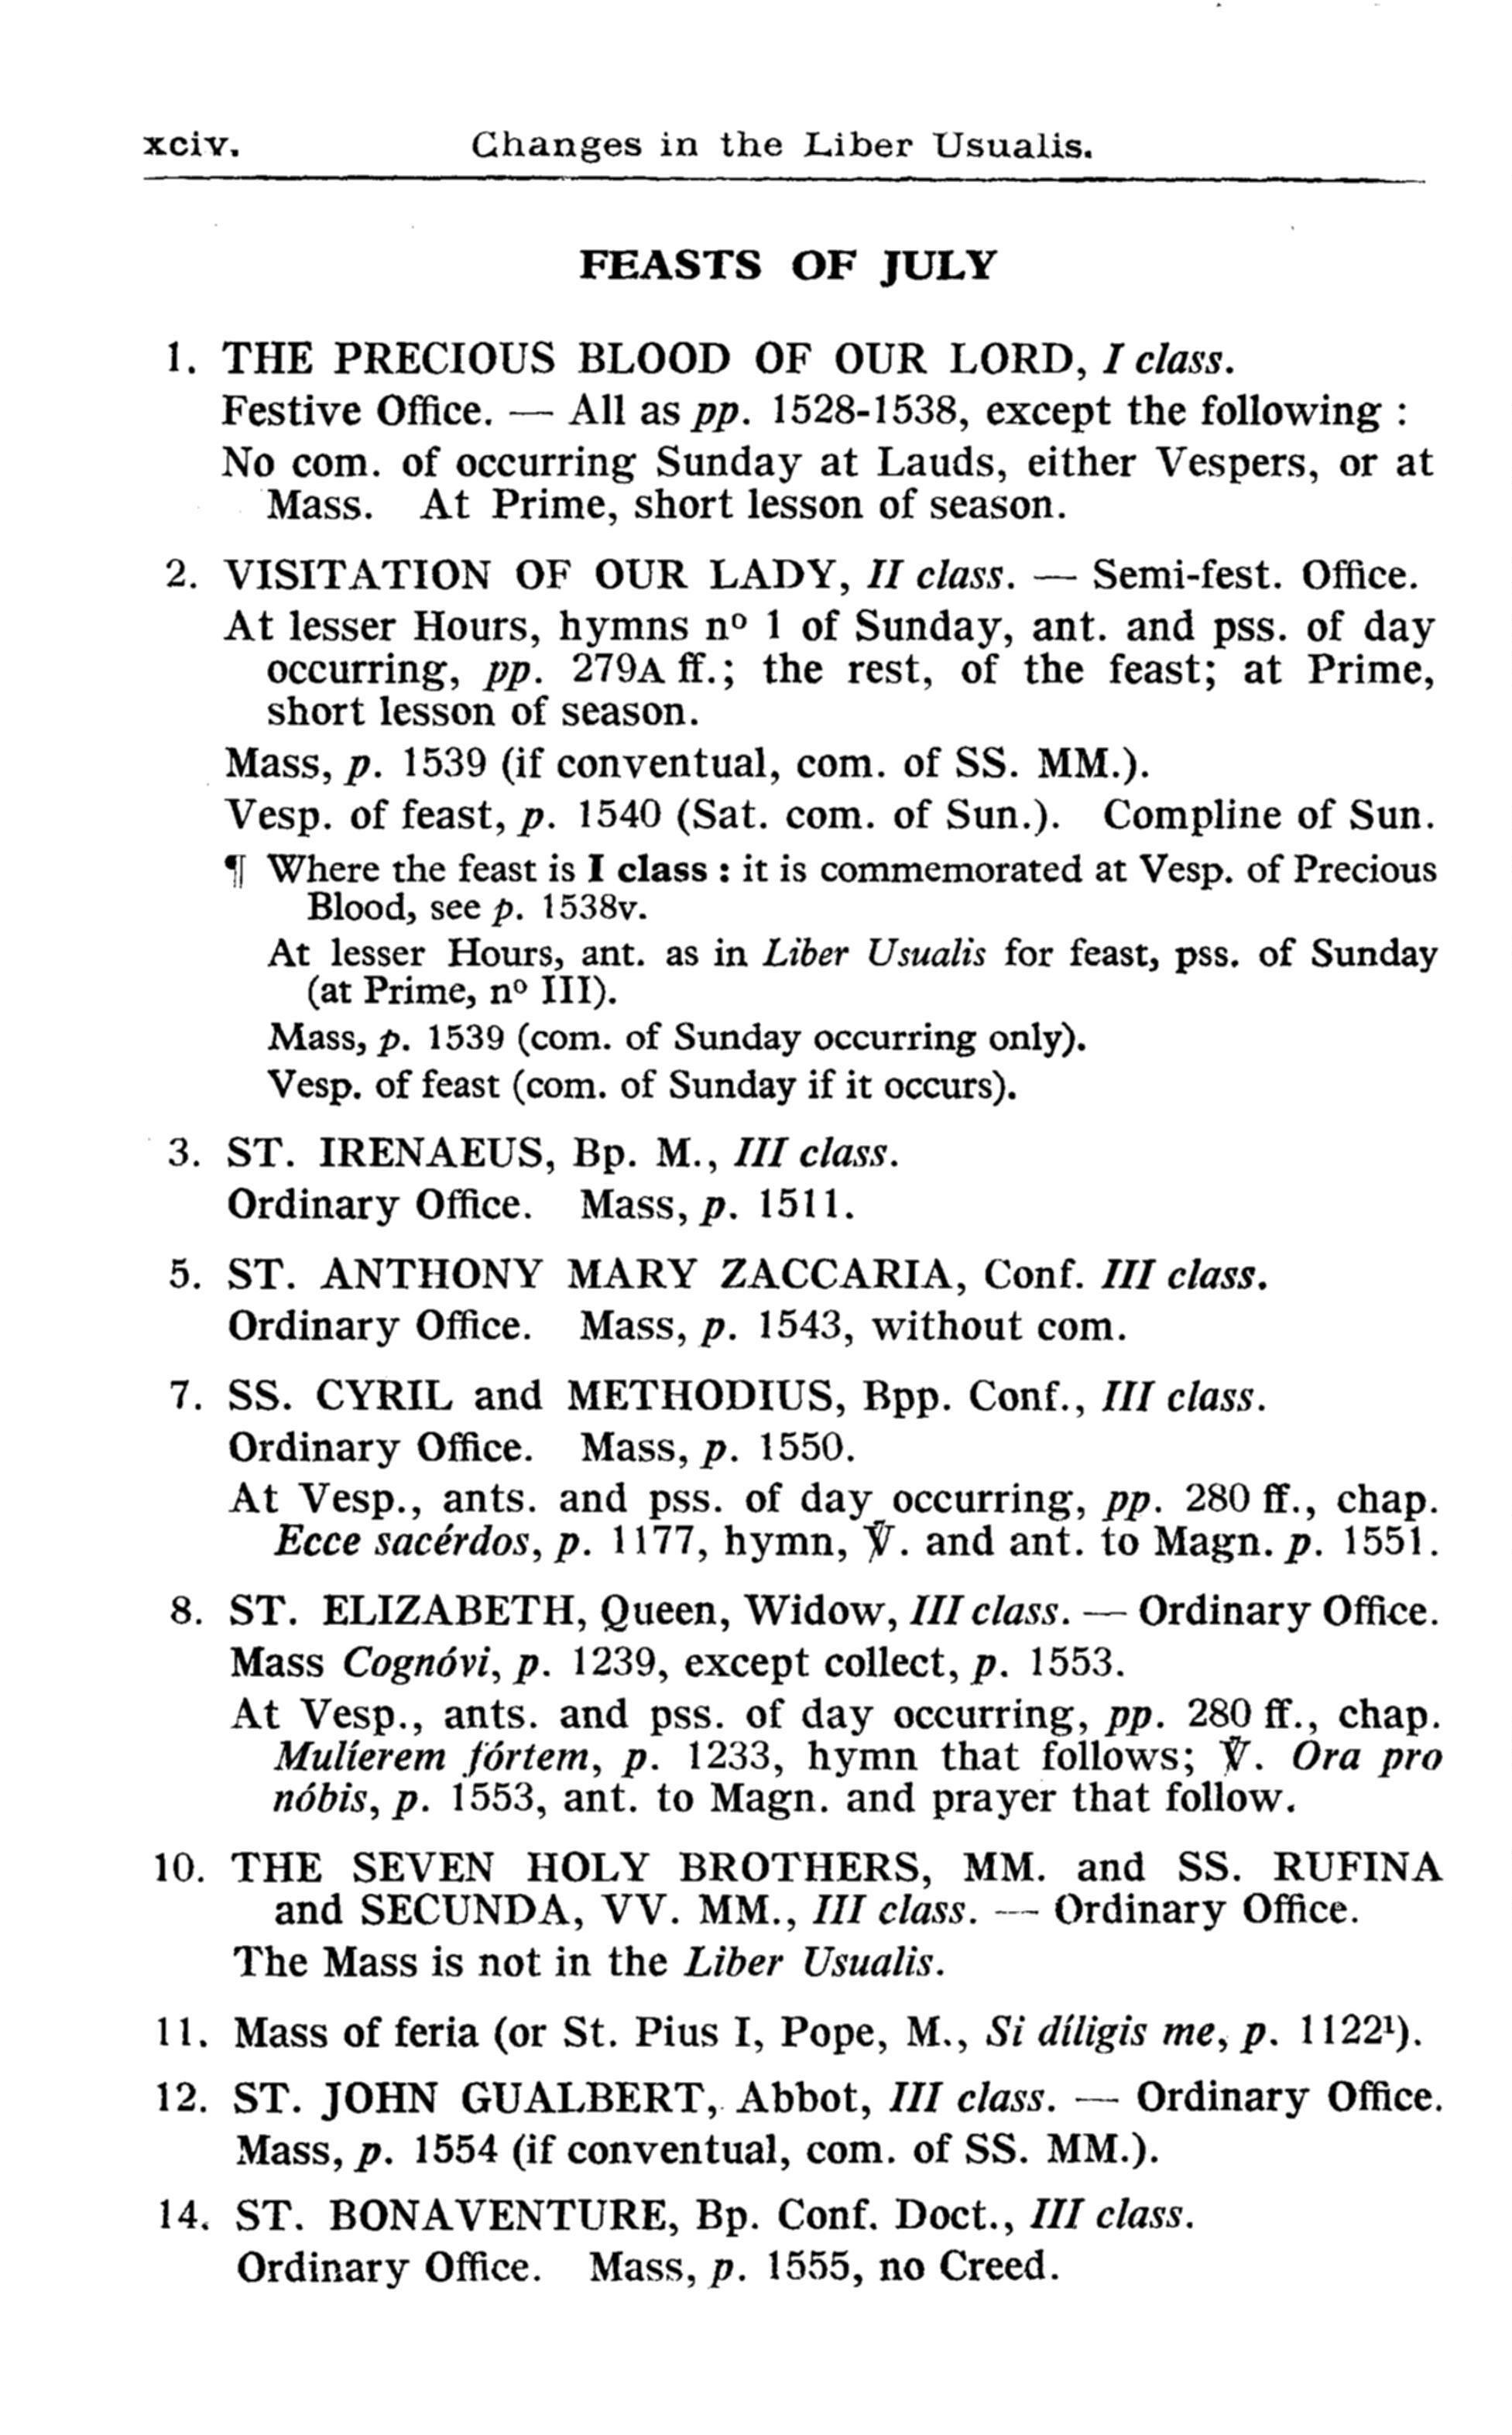 xciv. Changes in the Liber Usualis.
FEASTS OF JULY
1. THE PRECIOUS BLOOD OF OUR LORD, I class.
Festive Office. — All as pp. 1528-1538, except the following :
No com. of occurring Sunday at Lauds, either Vespers, or at
Mass. At Prime, short lesson of season.
2. VISITATION OF OUR LADY, II class. — Semi-fest. Office.
At lesser Hours, hymns nº 1 of Sunday, ant. and pss. of day
occurring, pp. 279A ff.; the rest, of the feast; at Prime,
short lesson of season.
Mass, p. 1539 (if conventual, com. of SS. MM.).
Vesp. of feast, p. 1540 (Sat. com. of Sun.). Compline of Sun.
¶ Where the feast is I class : it is commemorated at Vesp. of Precious
Blood, see p. 1538v.
At lesser Hours, ant. as in Liber Usualis for feast, pss. of Sunday
(at Prime, nº III).
Mass, p. 1539 (com. of Sunday occurring only).
Vesp. of feast (com. of Sunday if it occurs).
3. ST. IRENAEUS, Bp. M., III class.
Ordinary Office. Mass, p. 1511.
5. ST. ANTHONY MARY ZACCARIA, Conf. III class.
Ordinary Office. Mass, p. 1543, without com.
7. SS. CYRIL and METHODIUS, Bpp. Conf., III class.
Ordinary Office. Mass, p. 1550.
At Vesp., ants. and pss. of day occurring, pp. 280 ff., chap.
Ecce sacérdos, p. 1177, hymn, ℣. and ant. to Magn. p. 1551.
8. ST. ELIZABETH, Queen, Widow, III class. — Ordinary Office.
Mass Cognóvi, p. 1239, except collect, p. 1553.
At Vesp., ants. and pss. of day occurring, pp. 280 ff., chap.
Mulíerem fórtem, p. 1233, hymn that follows; ℣. Ora pro
nóbis, p. 1553, ant. to Magn. and prayer that follow.
10. THE SEVEN HOLY BROTHERS, MM. and SS. RUFINA
and SECUNDA, VV. MM., III class. — Ordinary Office.
The Mass is not in the Liber Usualis.
11. Mass of feria (or St. Pius I, Pope, M., Si díligis me, p. 1122¹).
12. ST. JOHN GUALBERT, Abbot, III class. — Ordinary Office.
Mass, p. 1554 (if conventual, com. of SS. MM.).
14. ST. BONAVENTURE, Bp. Conf. Doct., III class.
Ordinary Office. Mass, p. 1555, no Creed.